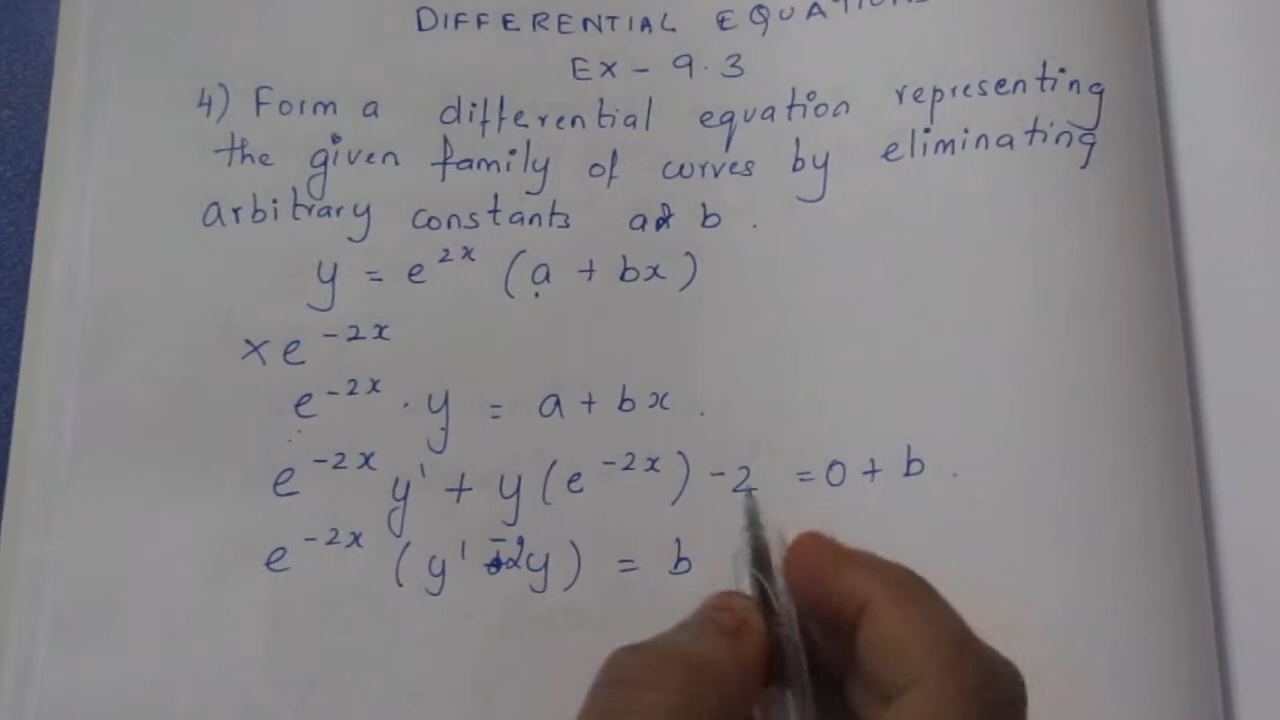 DIFFERENTIAL EQUATION
Ex - 9.3
4) Form a differential equation representing
the given family of curves by eliminating
arbitrary constants a & b .
y = e^{2x} (a + bx)
× e^{-2x}
e^{-2x} . y = a + bx .
e^{-2x} y' + y (e^{-2x}) -2 = 0 + b .
e^{-2x} (y' -2y) = b